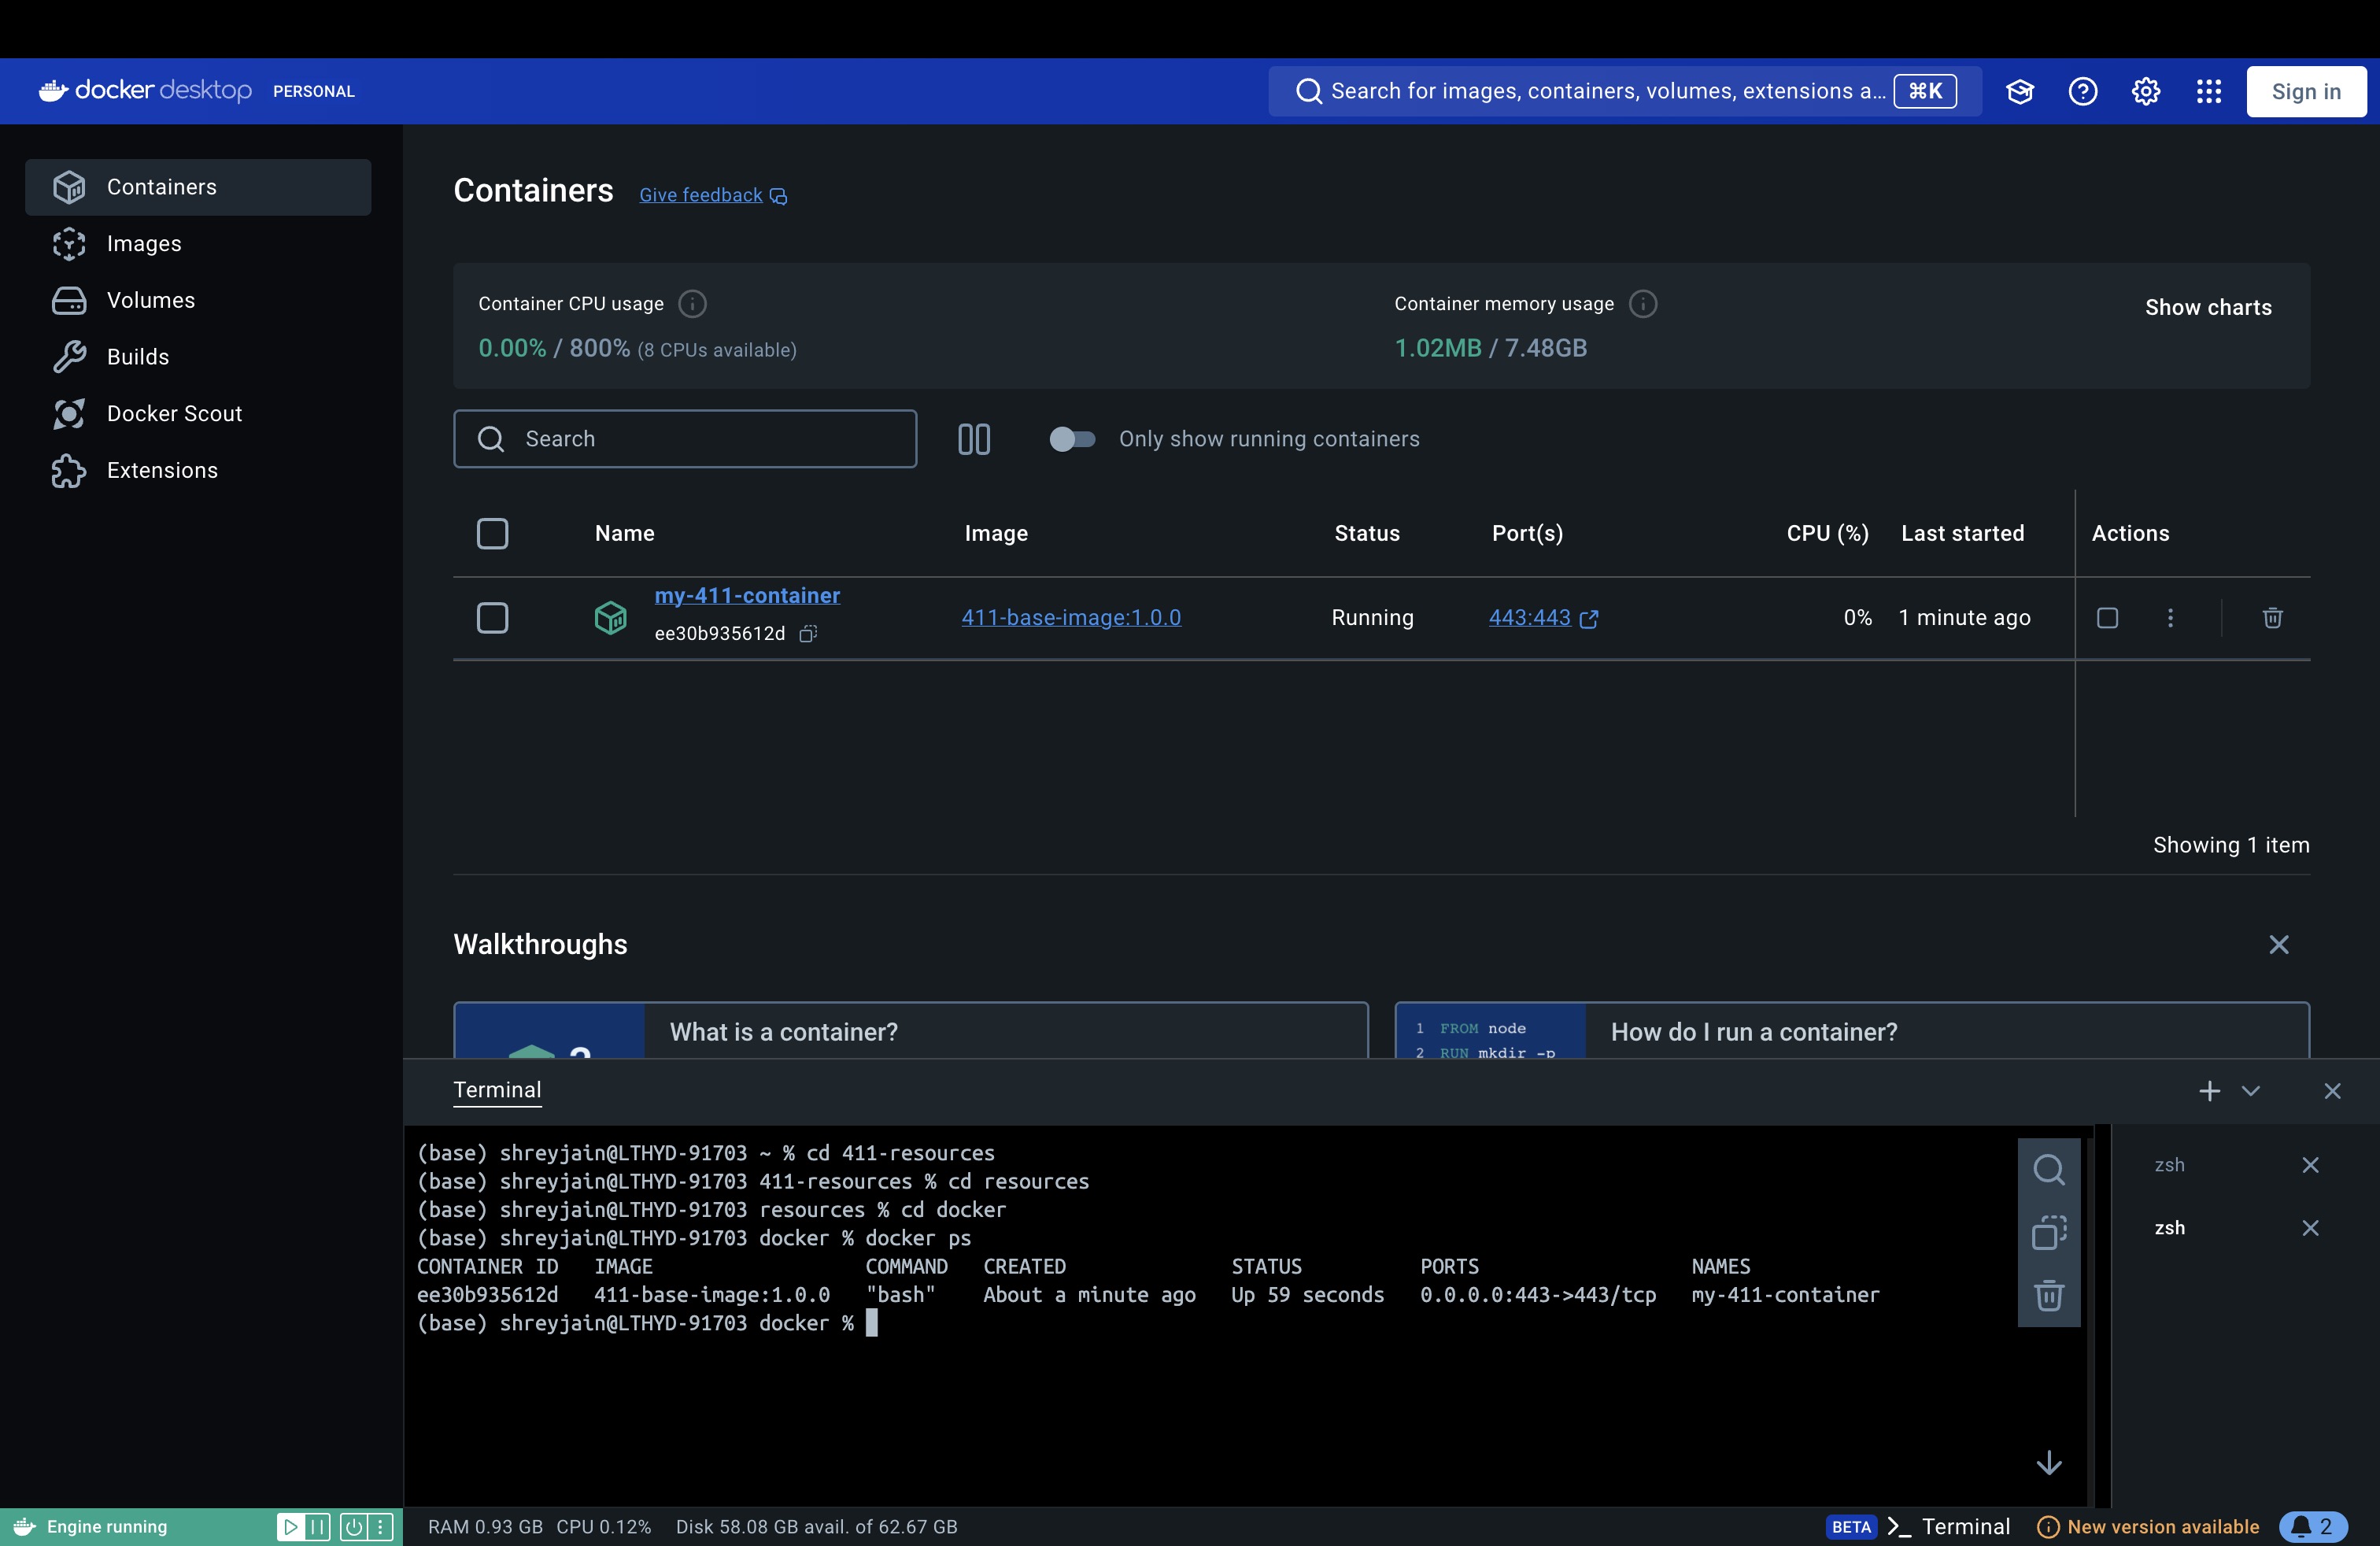 docker desktop PERSONAL
Search for images, containers, volumes, extensions a... ⌘K
Sign in
Containers
Images
Volumes
Builds
Docker Scout
Extensions
Containers Give feedback
Container CPU usage
0.00% / 800% (8 CPUs available)
Container memory usage
1.02MB / 7.48GB
Show charts
Search
Only show running containers
Name Image Status Port(s) CPU (%) Last started Actions
my-411-container
ee30b935612d
411-base-image:1.0.0 Running 443:443 0% 1 minute ago
Showing 1 item
Walkthroughs
What is a container?
1 FROM node
2 RUN mkdir -p
How do I run a container?
Terminal
(base) shreyjain@LTHYD-91703 ~ % cd 411-resources
(base) shreyjain@LTHYD-91703 411-resources % cd resources
(base) shreyjain@LTHYD-91703 resources % cd docker
(base) shreyjain@LTHYD-91703 docker % docker ps
CONTAINER ID IMAGE COMMAND CREATED STATUS PORTS NAMES
ee30b935612d 411-base-image:1.0.0 "bash" About a minute ago Up 59 seconds 0.0.0.0:443->443/tcp my-411-container
(base) shreyjain@LTHYD-91703 docker %
zsh
zsh
Engine running
RAM 0.93 GB CPU 0.12% Disk 58.08 GB avail. of 62.67 GB
BETA >_ Terminal
New version available
2